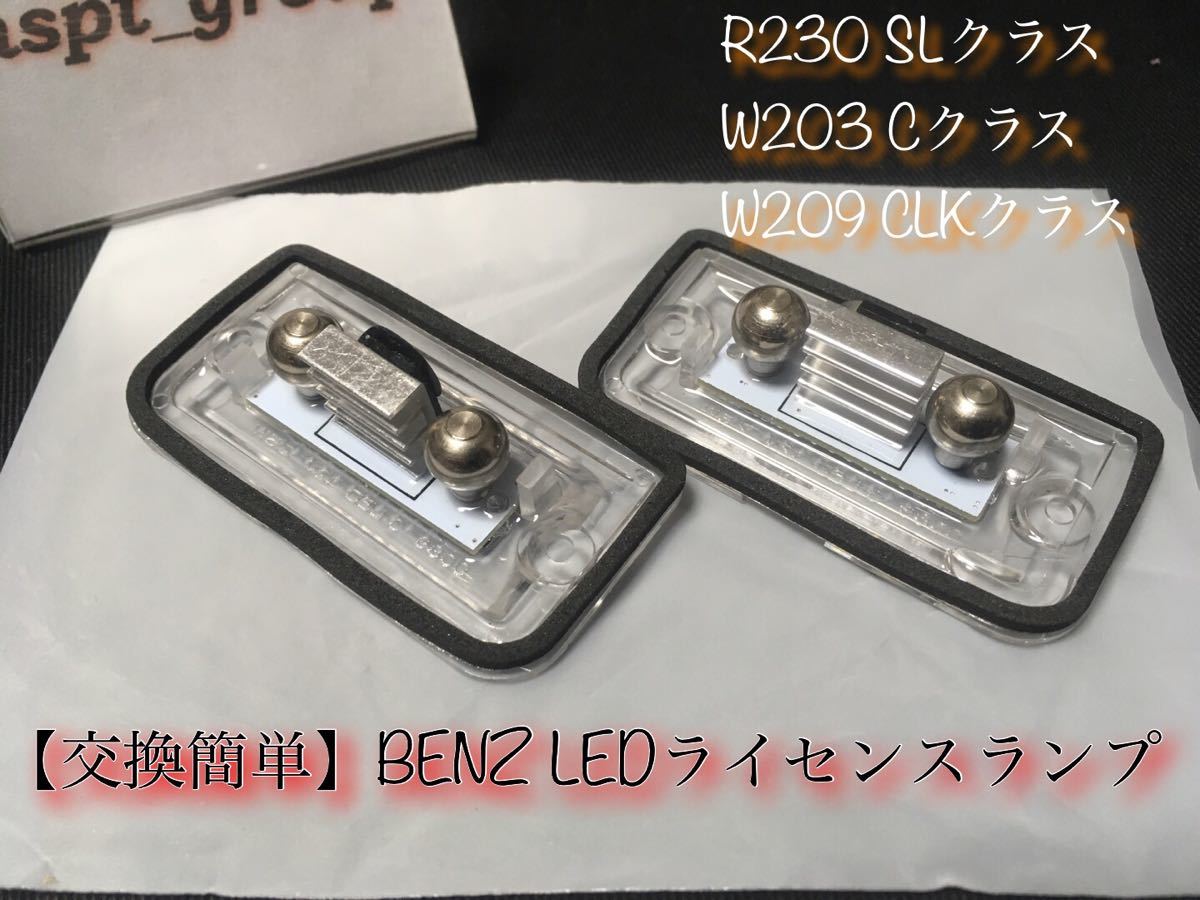 aspt_group
R230 SLクラス
W203 Cクラス
W209 CLKクラス
【交換簡単】BENZ LEDライセンスランプ